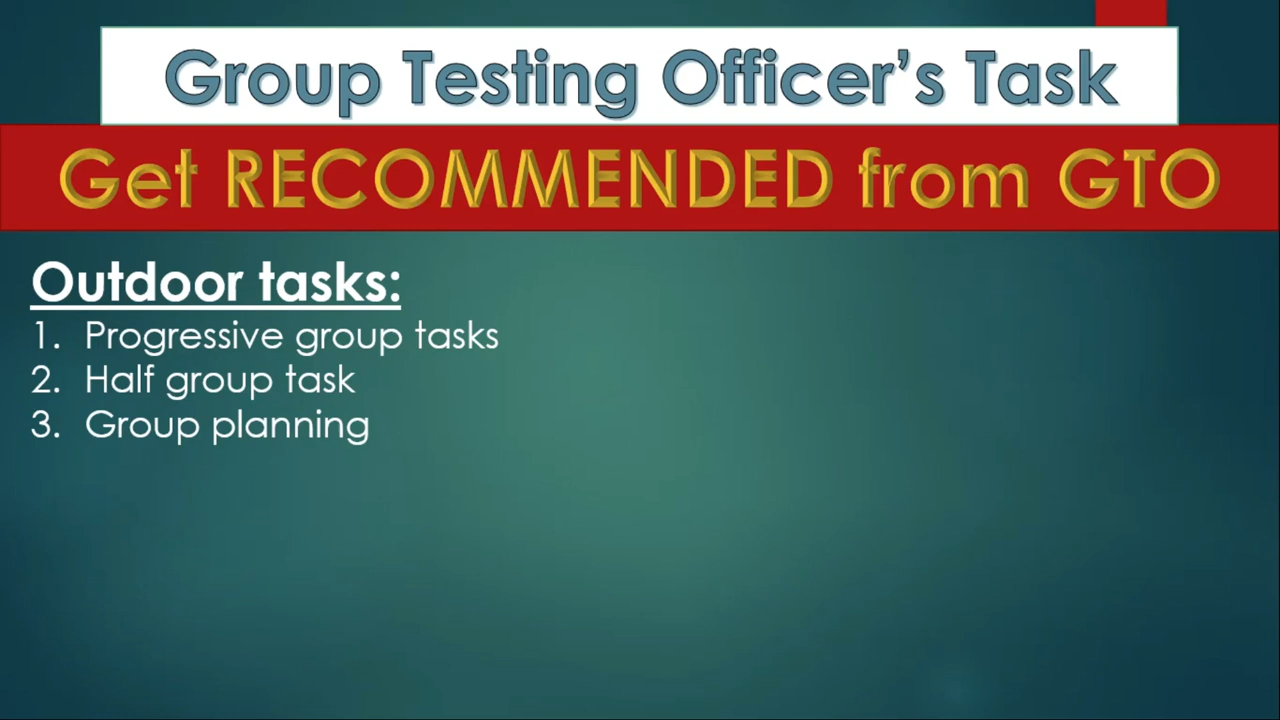 Group Testing Officer’s Task
Get RECOMMENDED from GTO
Outdoor tasks:
1. Progressive group tasks
2. Half group task
3. Group planning